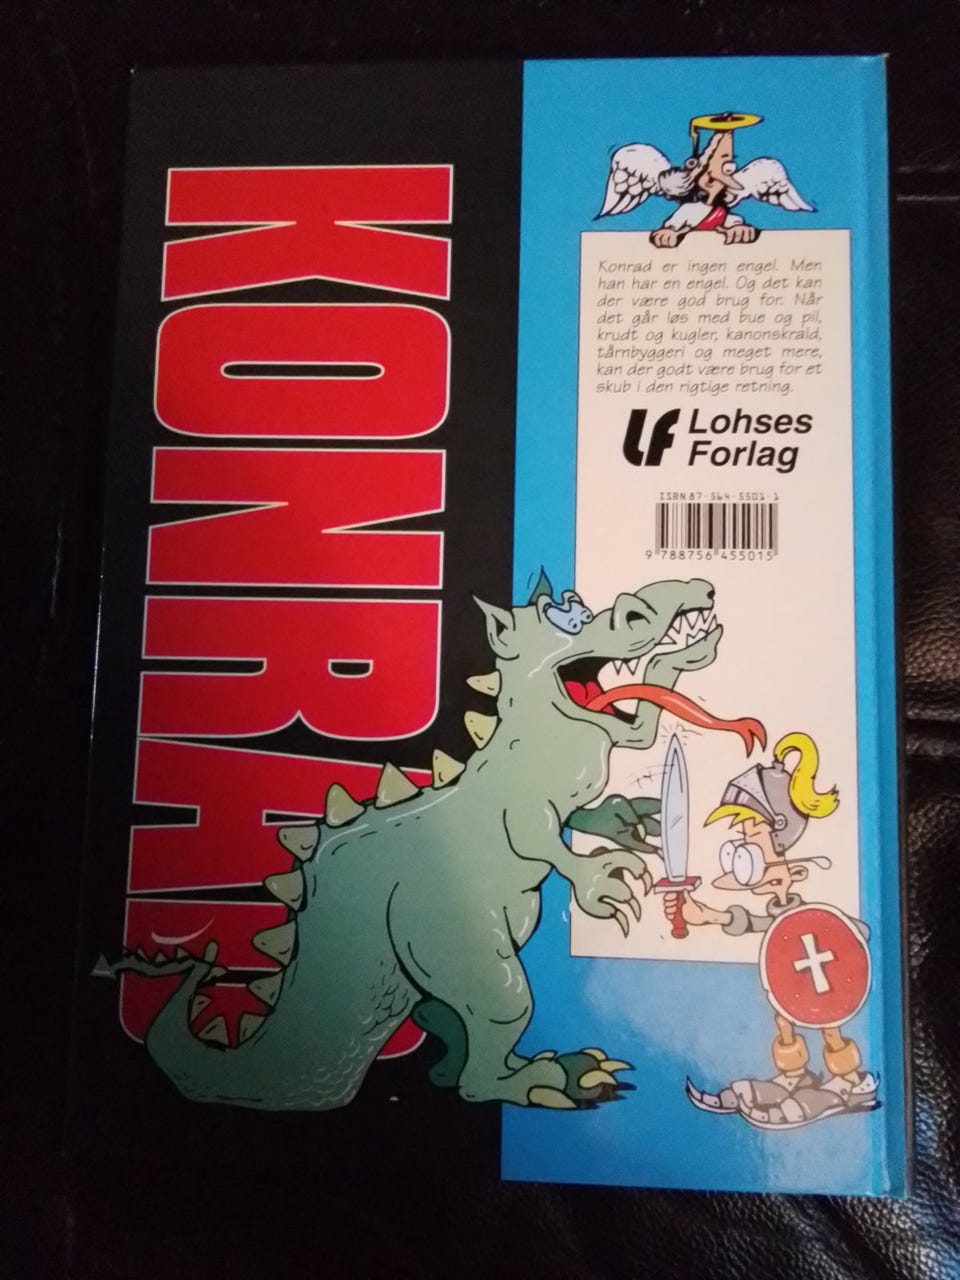 KONRAD
Konrad er ingen engel. Men
han har en engel. Og det kan
der være god brug for. Når
det går løs med bue og pil,
krudt og kugler, kanonskrald,
tårnbyggeri og meget mere,
kan der godt være brug for et
skub i den rigtige retning.
LF Lohses
Forlag
ISBN 87-564-5501-1
9 788756 455015